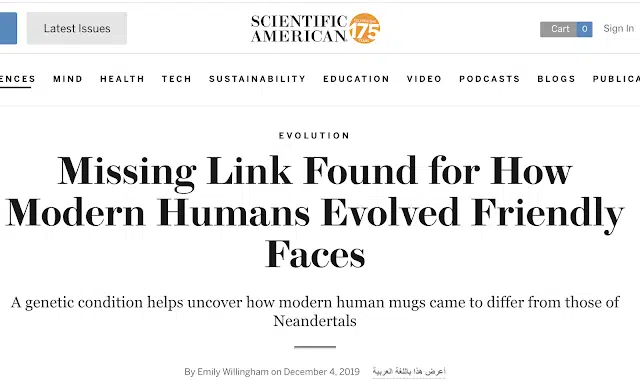 Latest Issues
SCIENTIFIC
AMERICAN
175
Cart 0
Sign In
ENCES MIND HEALTH TECH SUSTAINABILITY EDUCATION VIDEO PODCASTS BLOGS PUBLICA
EVOLUTION
Missing Link Found for How
Modern Humans Evolved Friendly
Faces
A genetic condition helps uncover how modern human mugs came to differ from those of
Neandertals
By Emily Willingham on December 4, 2019
أعرض هذا باللغة العربية